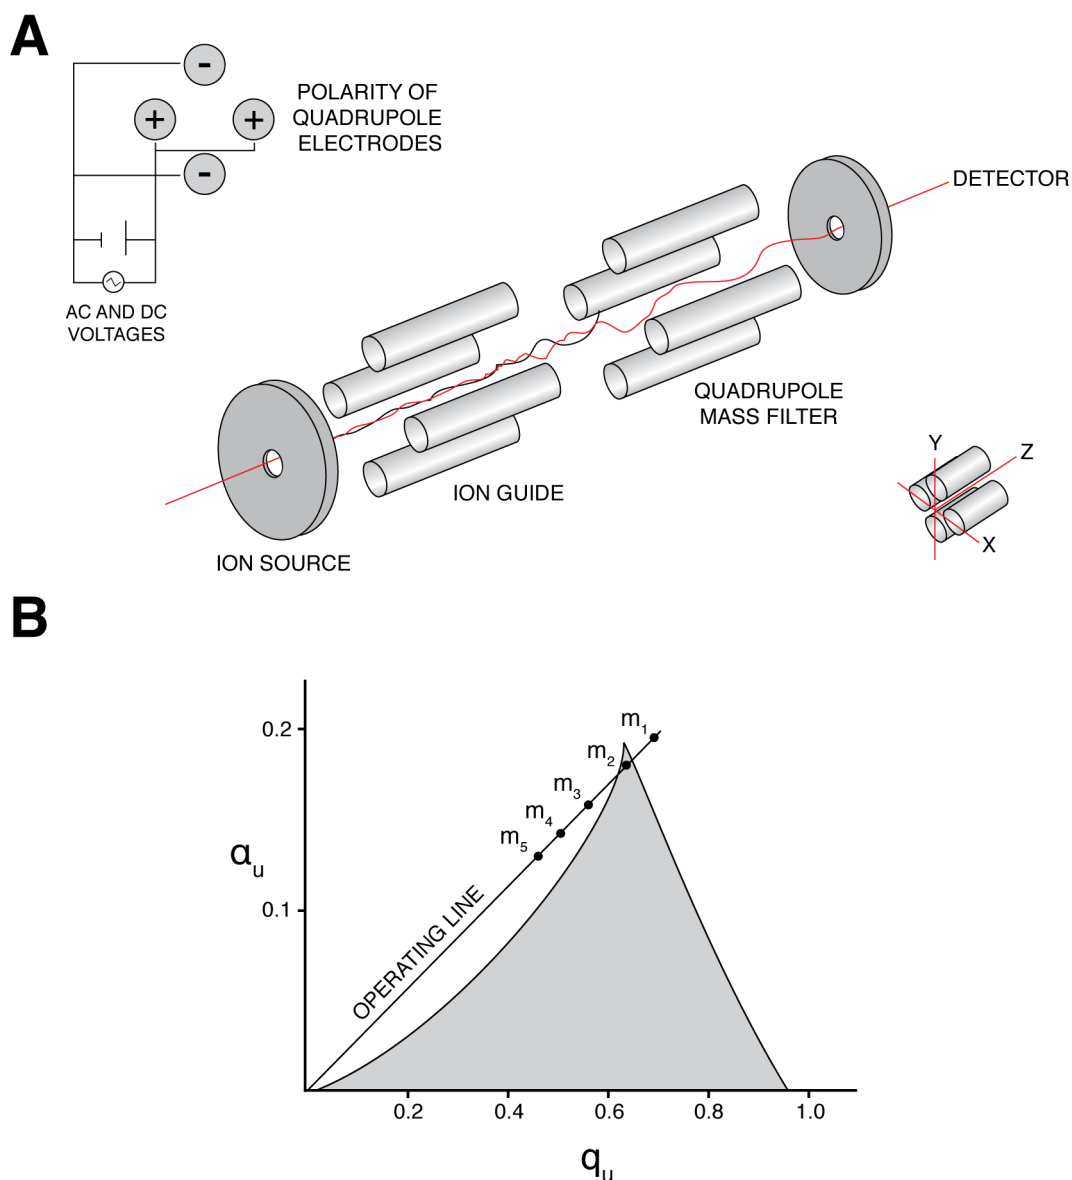 A
-
+
+
-
POLARITY OF
QUADRUPOLE
ELECTRODES
AC AND DC
VOLTAGES
DETECTOR
QUADRUPOLE
MASS FILTER
ION GUIDE
ION SOURCE
Y
Z
X
B
0.2
0.1
αu
m1
m2
m3
m4
m5
OPERATING LINE
0.2
0.4
0.6
0.8
1.0
qu